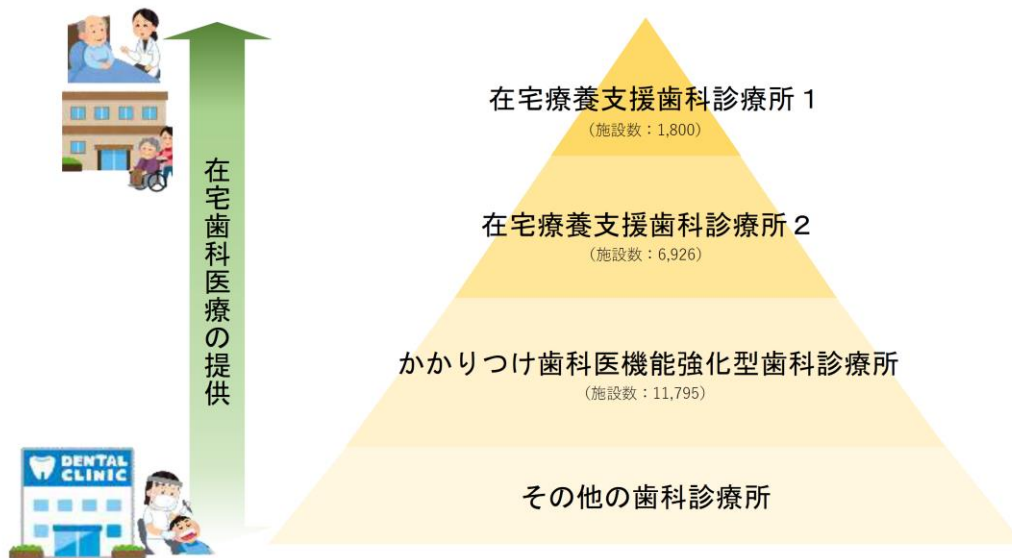 在宅療養支援歯科診療所１
(施設数：1,800)
在宅療養支援歯科診療所２
(施設数：6,926)
かかりつけ歯科医機能強化型歯科診療所
(施設数：11,795)
その他の歯科診療所
在宅歯科医療の提供
DENTAL
CLINIC